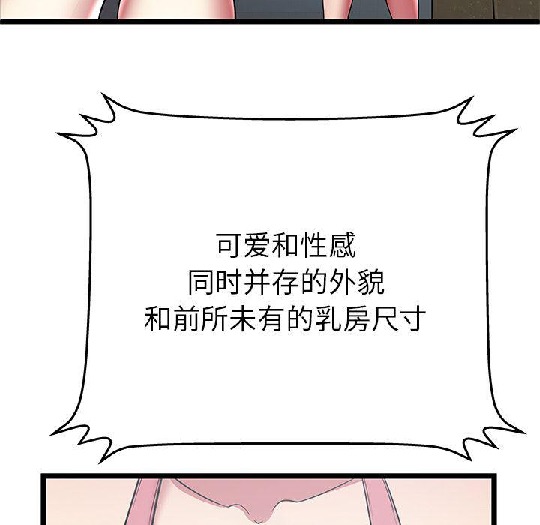 可爱和性感
同时并存的外貌
和前所未有的乳房尺寸